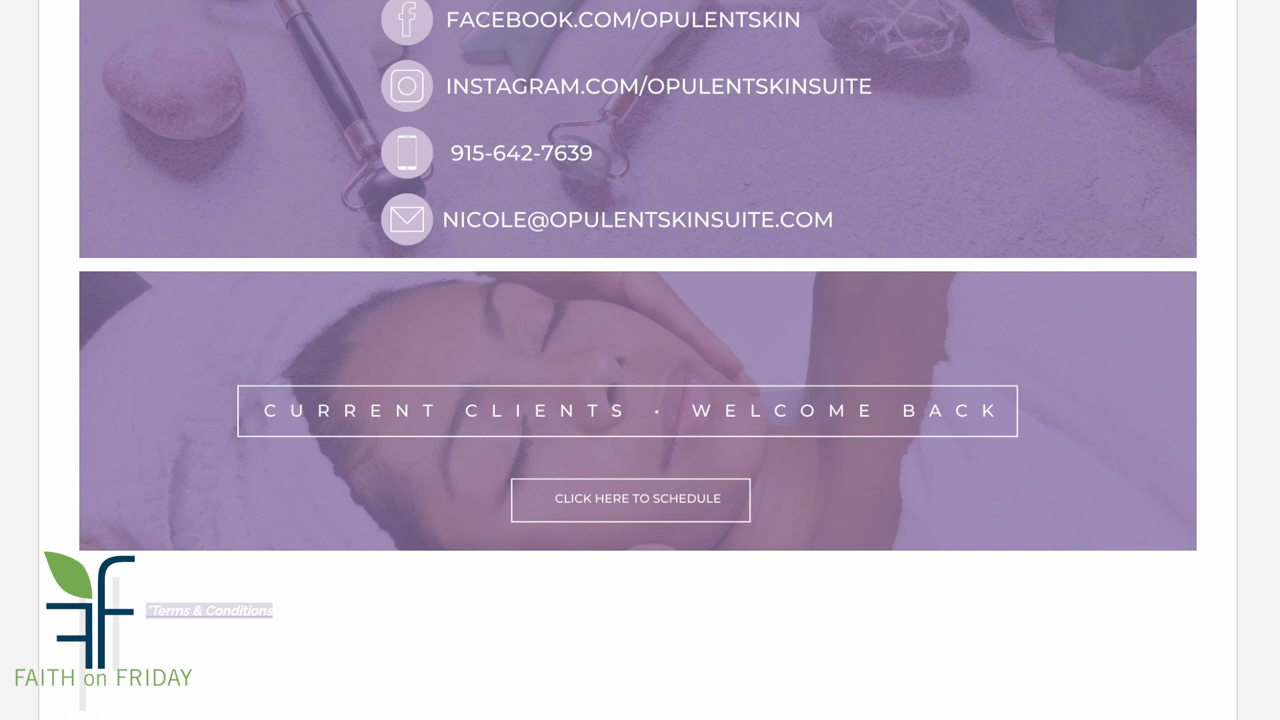 FACEBOOK.COM/OPULENTSKIN
INSTAGRAM.COM/OPULENTSKINSUITE
915-642-7639
NICOLE@OPULENTSKINSUITE.COM
CURRENT CLIENTS • WELCOME BACK
CLICK HERE TO SCHEDULE
*Terms & Conditions
FAITH on FRIDAY